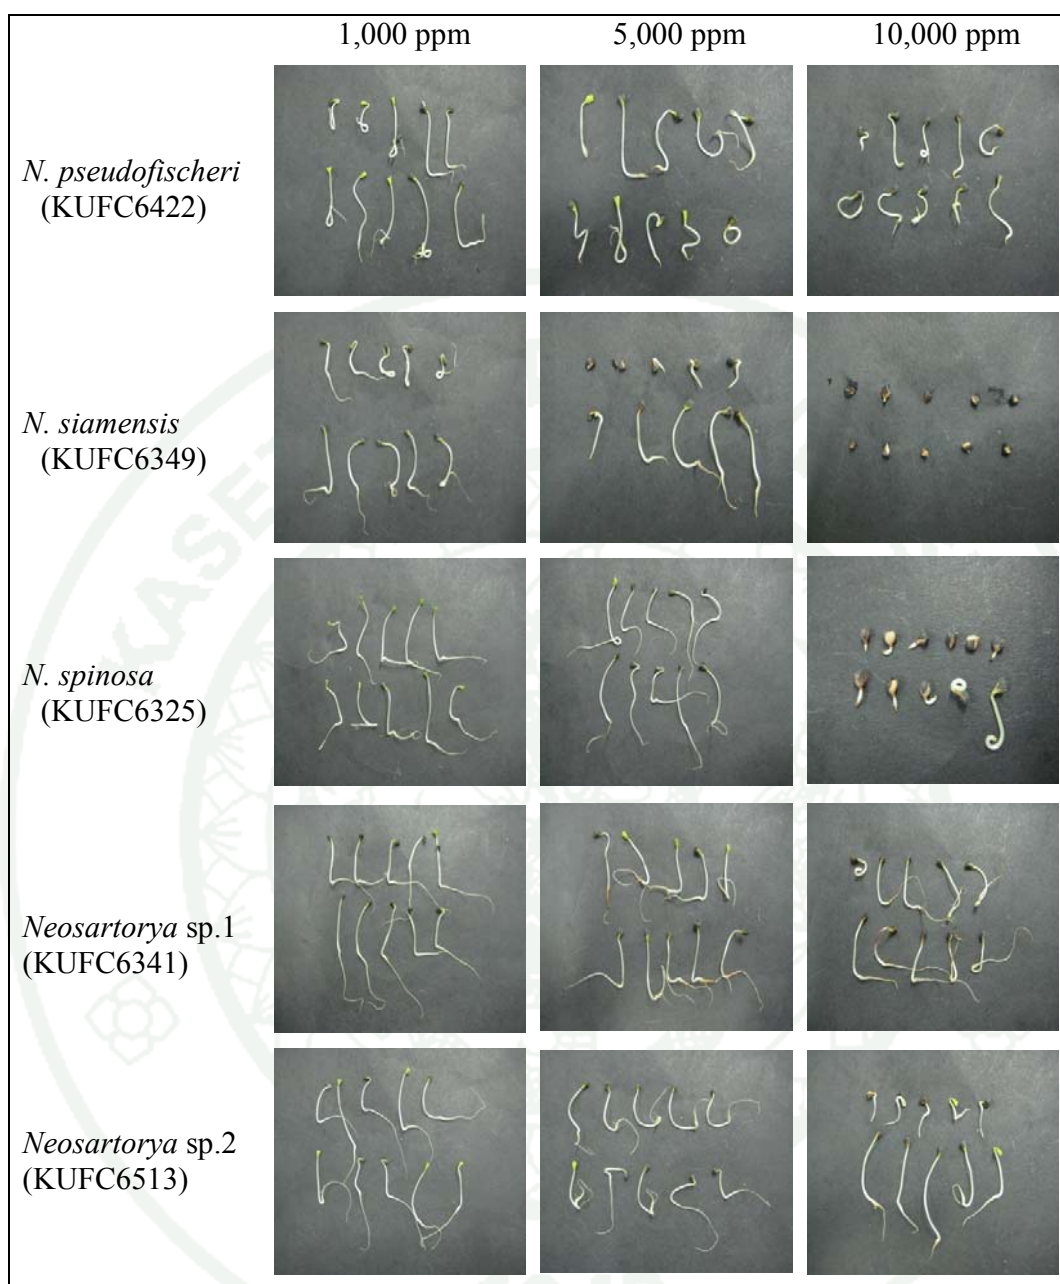 1,000 ppm 5,000 ppm 10,000 ppm
N. pseudofischeri
(KUFC6422)
N. siamensis
(KUFC6349)
N. spinosa
(KUFC6325)
Neosartorya sp.1
(KUFC6341)
Neosartorya sp.2
(KUFC6513)